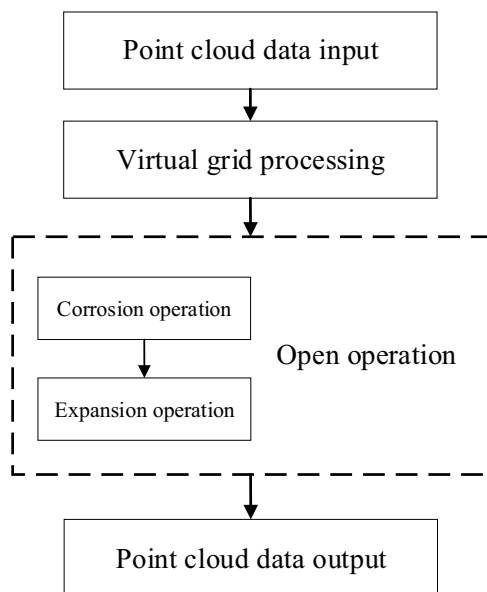 Point cloud data input
Virtual grid processing
Corrosion operation
Open operation
Expansion operation
Point cloud data output